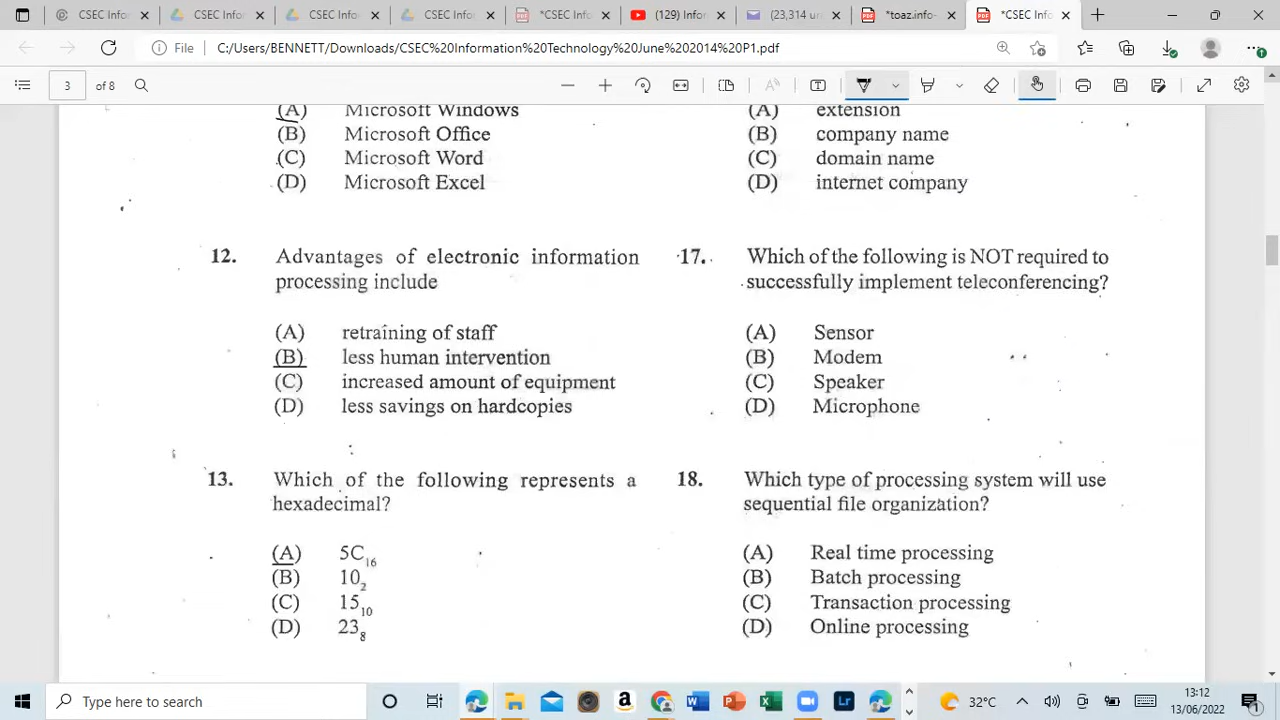 CSEC Infor
CSEC Infor
CSEC Infor
CSEC Infor
*CSEC Info
(129) Infor
(23,314 ur
*toaz.info-
*CSEC Info
File
C:/Users/BENNETT/Downloads/CSEC%20Information%20Technology%20June%202014%20P1.pdf
3 of 8
(A) Microsoft Windows
(B) Microsoft Office
(C) Microsoft Word
(D) Microsoft Excel
12. Advantages of electronic information
processing include
(A) retraining of staff
(B) less human intervention
(C) increased amount of equipment
(D) less savings on hardcopies
13. Which of the following represents a
hexadecimal?
(A) 5C₁₆
(B) 10₂
(C) 15₁₀
(D) 23₈
(A) extension
(B) company name
(C) domain name
(D) internet company
17. Which of the following is NOT required to
successfully implement teleconferencing?
(A) Sensor
(B) Modem
(C) Speaker
(D) Microphone
18. Which type of processing system will use
sequential file organization?
(A) Real time processing
(B) Batch processing
(C) Transaction processing
(D) Online processing
Type here to search
32°C
13:12
13/06/2022